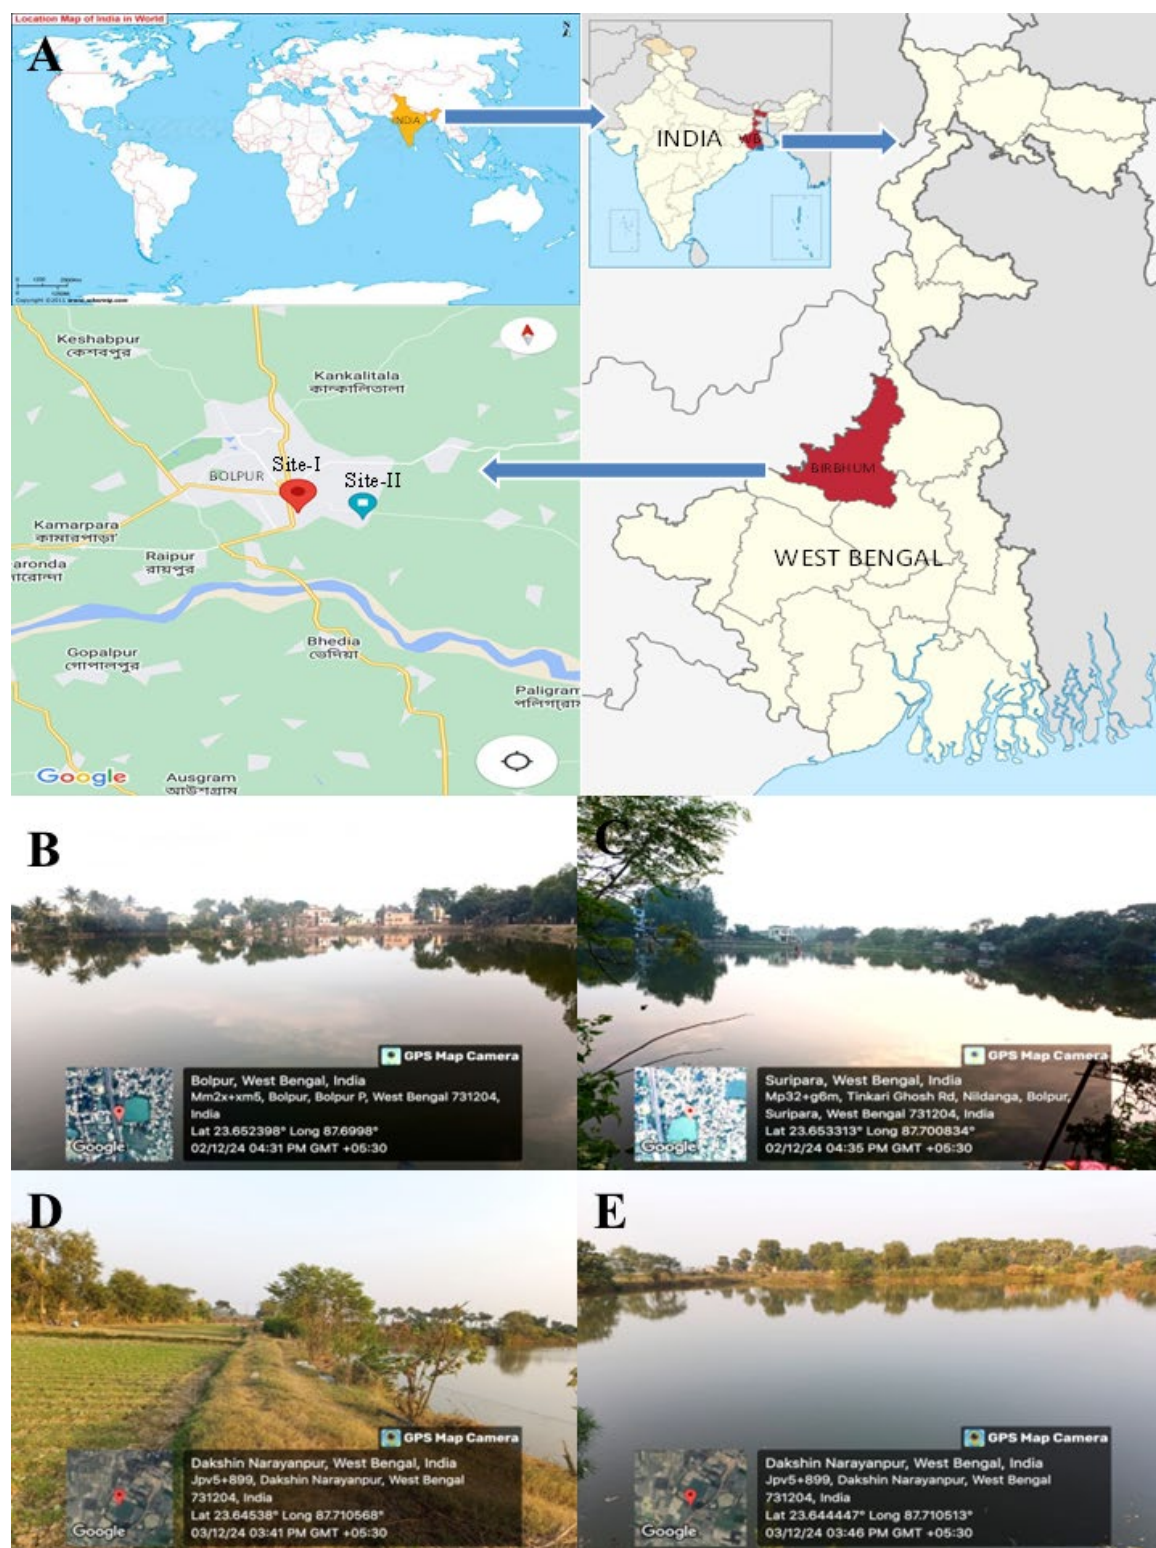 Location Map of India in World
A
N
INDIA
Copyright ©2011
INDIA
WB
Keshabpur
কেশবপুর
Kankalitala
কাঙ্কালিতালা
BOLPUR
Site-I
Site-II
Kamarpara
কামারপাড়া
aronda
Raipur
রায়পুর
Gopalpur
গোপালপুর
Bhedia
ভেদিয়া
Paligram
Ausgram
আউশগ্রাম
Google
BIRBHUM
WEST BENGAL
B
GPS Map Camera
Bolpur, West Bengal, India
Mm2x+xm5, Bolpur, Bolpur P, West Bengal 731204,
India
Lat 23.652398° Long 87.6998°
02/12/24 04:31 PM GMT +05:30
Google
C
GPS Map Camera
Suripara, West Bengal, India
Mp32+g6m, Tinkari Ghosh Rd, Nildanga, Bolpur,
Suripara, West Bengal 731204, India
Lat 23.653313° Long 87.700834°
02/12/24 04:35 PM GMT +05:30
Google
D
GPS Map Camera
Dakshin Narayanpur, West Bengal, India
Jpv5+899, Dakshin Narayanpur, West Bengal
731204, India
Lat 23.64538° Long 87.710568°
03/12/24 03:41 PM GMT +05:30
Google
E
GPS Map Camera
Dakshin Narayanpur, West Bengal, India
Jpv5+899, Dakshin Narayanpur, West Bengal
731204, India
Lat 23.644447° Long 87.710513°
03/12/24 03:46 PM GMT +05:30
Google